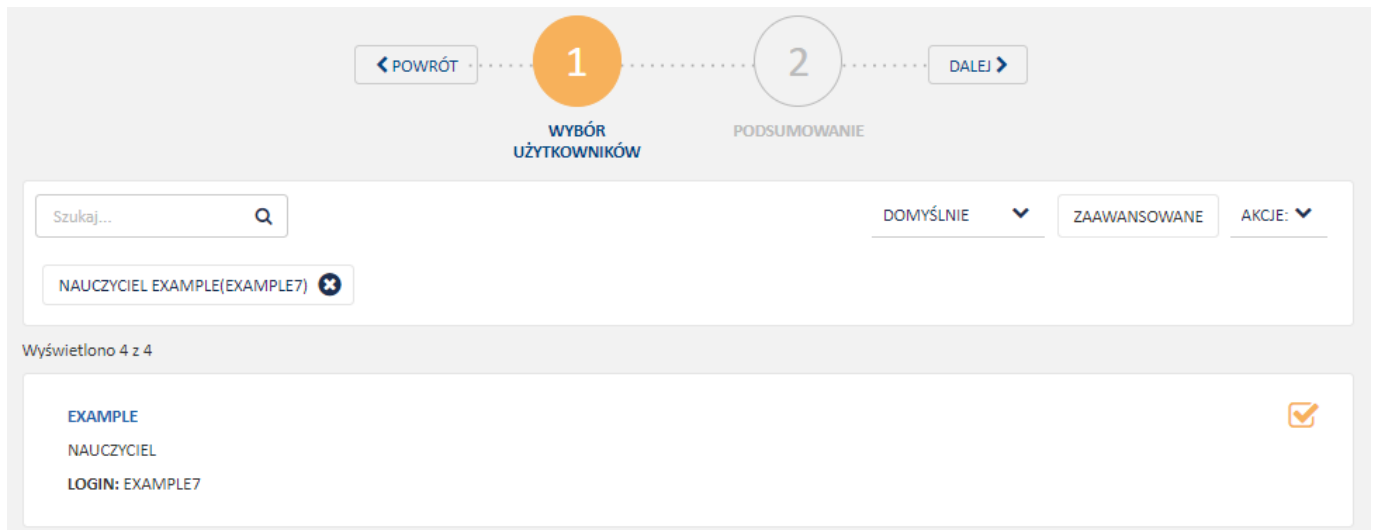 POWRÓT
1
2
DALEJ
WYBÓR
UŻYTKOWNIKÓW
PODSUMOWANIE
Szukaj...
DOMYŚLNIE
ZAAWANSOWANE
AKCJE:
NAUCZYCIEL EXAMPLE(EXAMPLE7)
Wyświetlono 4 z 4
EXAMPLE
NAUCZYCIEL
LOGIN: EXAMPLE7